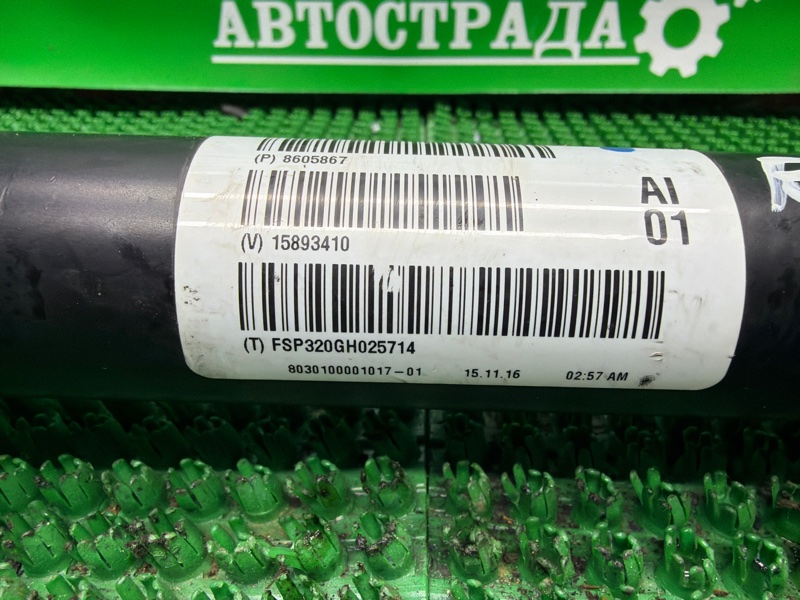 АВТОСТРАДА
(P) 8605867
(V) 15893410
AI
01
(T) FSP320GH025714
8030100001017-01 15.11.16 02:57 AM